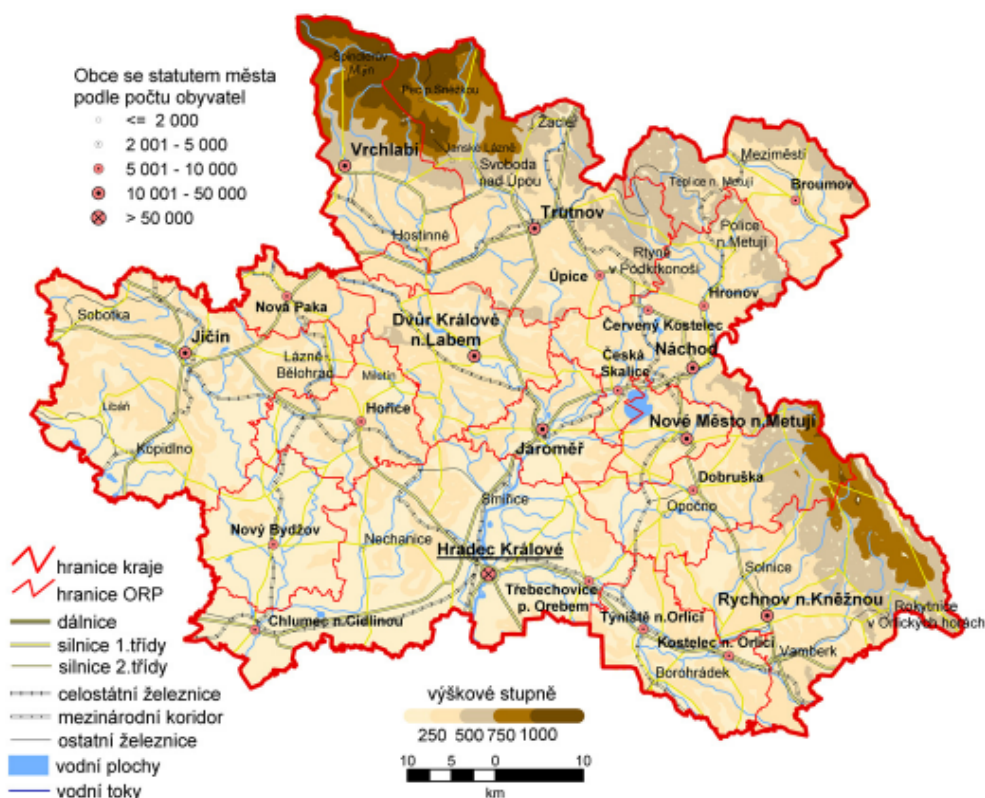 Obce se statutem města
podle počtu obyvatel
<= 2 000
2 001 - 5 000
5 001 - 10 000
10 001 - 50 000
> 50 000
Špindlerův
Mlýn
Pec p.Sněžkou
Žacléř
Janské Lázně
Vrchlabí
Svoboda
nad Úpou
Meziměstí
Teplice n. Metují
Broumov
Trutnov
Police
n.Metují
Hostinné
Rtyně
v Podkrkonoší
Úpice
Hronov
Nová Paka
Sobotka
Dvůr Králové
n.Labem
Červený Kostelec
Jičín
Lázně
Bělohrad
Česká
Skalice
Náchod
Miletín
Libáň
Hořice
Nové Město n.Metují
Jaroměř
Kopidlno
Dobruška
Smiřice
Opočno
Nový Bydžov
Nechanice
Hradec Králové
Solnice
Třebechovice
p. Orebem
Rychnov n.Kněžnou
Rokytnice
v Orlických horách
Chlumec n.Cidlinou
Týniště n.Orlicí
Kostelec n. Orlicí
Vamberk
Borohrádek
hranice kraje
hranice ORP
dálnice
silnice 1.třídy
silnice 2.třídy
celostátní železnice
mezinárodní koridor
ostatní železnice
vodní plochy
vodní toky
výškové stupně
250 500 750 1000
10 5 0 10
km